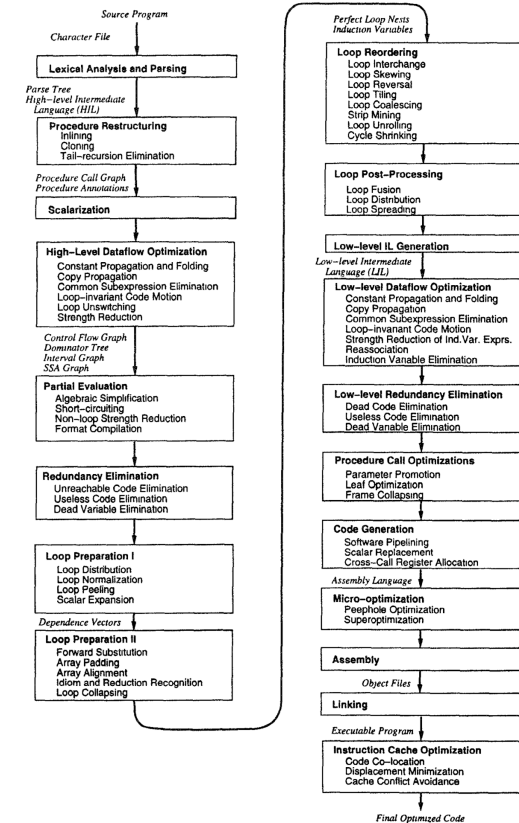 Source Program
Character File
Lexical Analysis and Parsing
Parse Tree
High-level Intermediate
Language (HIL)
Procedure Restructuring
Inlining
Cloning
Tail-recursion Elimination
Procedure Call Graph
Procedure Annotations
Scalarization
High-Level Dataflow Optimization
Constant Propagation and Folding
Copy Propagation
Common Subexpression Elimination
Loop-invariant Code Motion
Loop Unswitching
Strength Reduction
Control Flow Graph
Dominator Tree
Interval Graph
SSA Graph
Partial Evaluation
Algebraic Simplification
Short-circuiting
Non-loop Strength Reduction
Format Compilation
Redundancy Elimination
Unreachable Code Elimination
Useless Code Elimination
Dead Variable Elimination
Loop Preparation I
Loop Distribution
Loop Normalization
Loop Peeling
Scalar Expansion
Dependence Vectors
Loop Preparation II
Forward Substitution
Array Padding
Array Alignment
Idiom and Reduction Recognition
Loop Collapsing
Perfect Loop Nests
Induction Variables
Loop Reordering
Loop Interchange
Loop Skewing
Loop Reversal
Loop Tiling
Loop Coalescing
Strip Mining
Loop Unrolling
Cycle Shrinking
Loop Post-Processing
Loop Fusion
Loop Distribution
Loop Spreading
Low-level IL Generation
Low-level Intermediate
Language (LIL)
Low-level Dataflow Optimization
Constant Propagation and Folding
Copy Propagation
Common Subexpression Elimination
Loop-invariant Code Motion
Strength Reduction of Ind.Var. Exprs.
Reassociation
Induction Variable Elimination
Low-level Redundancy Elimination
Dead Code Elimination
Useless Code Elimination
Dead Variable Elimination
Procedure Call Optimizations
Parameter Promotion
Leaf Optimization
Frame Collapsing
Code Generation
Software Pipelining
Scalar Replacement
Cross-Call Register Allocation
Assembly Language
Micro-optimization
Peephole Optimization
Superoptimization
Assembly
Object Files
Linking
Executable Program
Instruction Cache Optimization
Code Co-location
Displacement Minimization
Cache Conflict Avoidance
Final Optimized Code